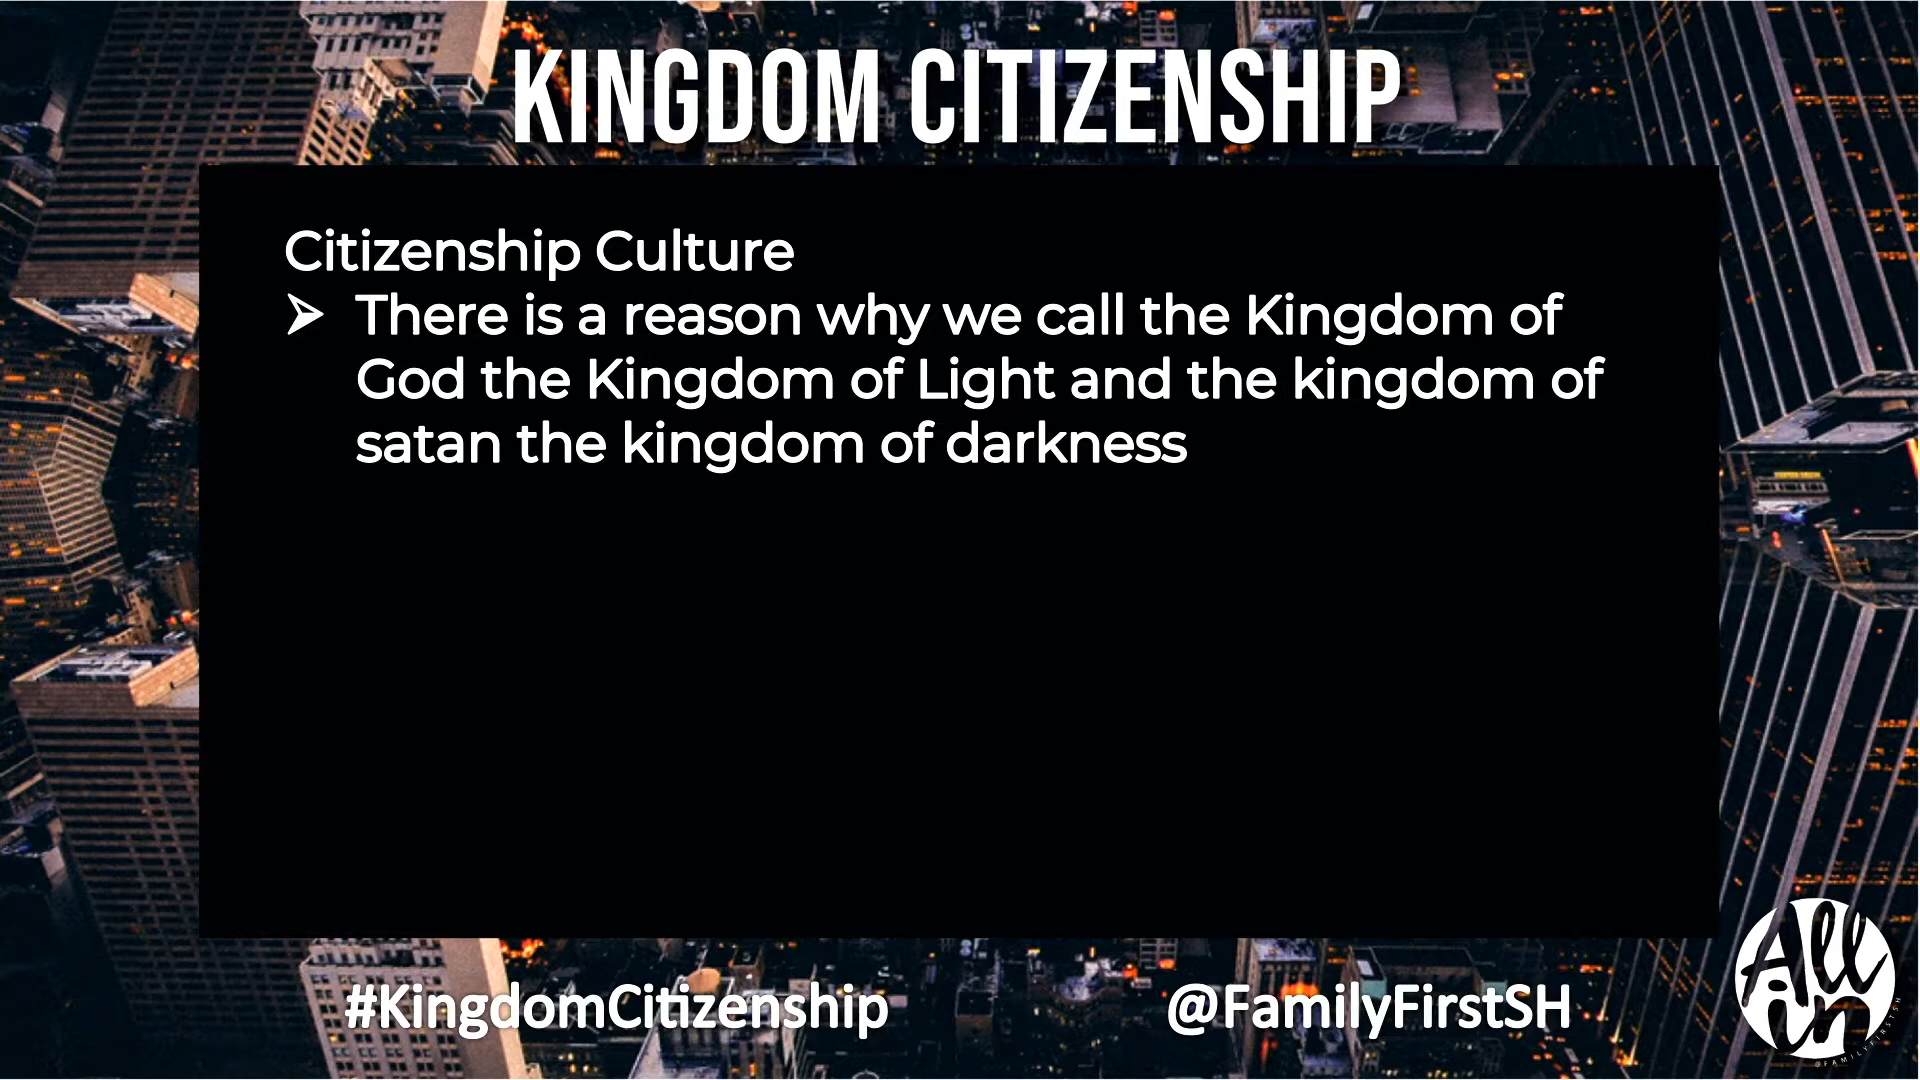 KINGDOM CITIZENSHIP
Citizenship Culture
➢ There is a reason why we call the Kingdom of
God the Kingdom of Light and the kingdom of
satan the kingdom of darkness
#KingdomCitizenship
@FamilyFirstSH
All
In
@FAMILYFIRSTSH